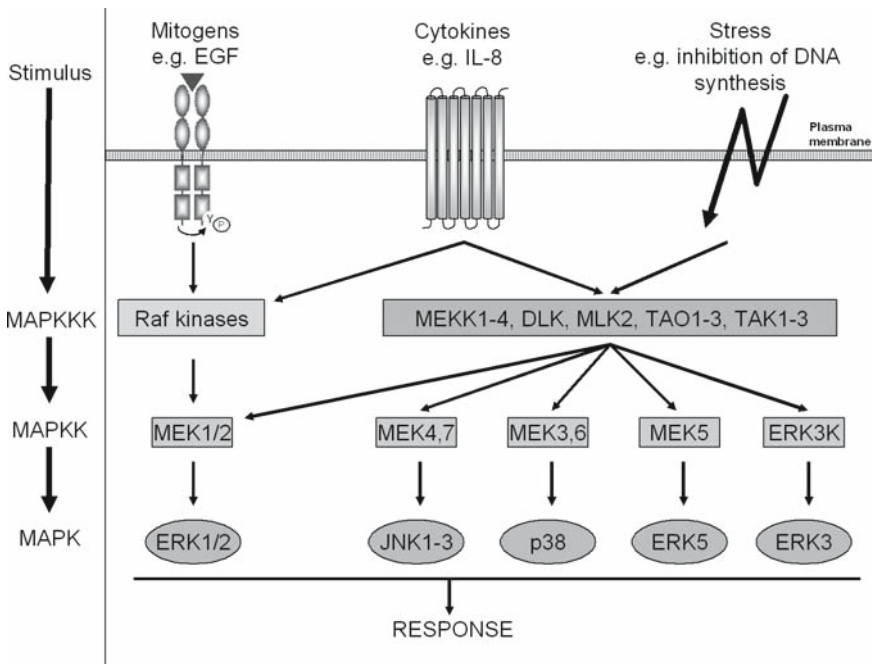 Stimulus
MAPKKK
MAPKK
MAPK
Mitogens
e.g. EGF
Cytokines
e.g. IL-8
Stress
e.g. inhibition of DNA
synthesis
Plasma
membrane
Y
P
Raf kinases
MEKK1-4, DLK, MLK2, TAO1-3, TAK1-3
MEK1/2
MEK4,7
MEK3,6
MEK5
ERK3K
ERK1/2
JNK1-3
p38
ERK5
ERK3
RESPONSE